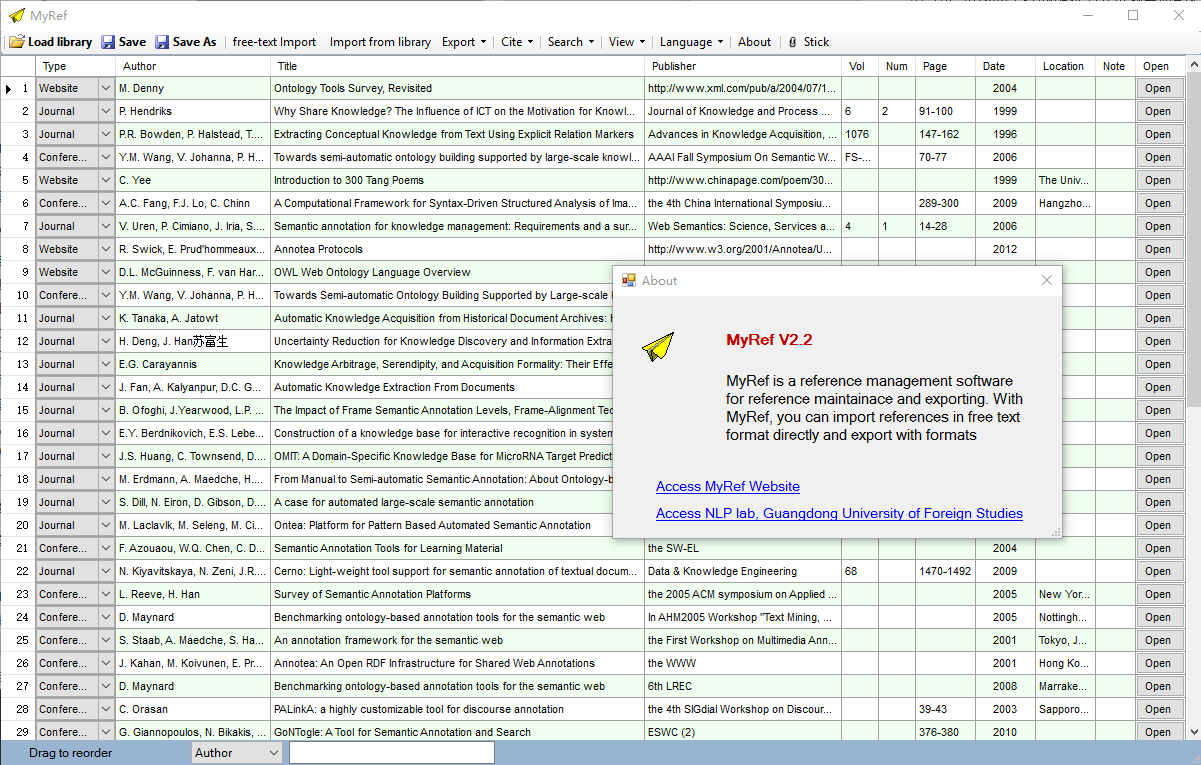 MyRef
Load library Save Save As free-text Import Import from library Export Cite Search View Language About Stick
Type Author Title Publisher Vol Num Page Date Location Note Open
1 Website M. Denny Ontology Tools Survey, Revisited http://www.xml.com/pub/a/2004/07/1... 2004 Open
2 Journal P. Hendriks Why Share Knowledge? The Influence of ICT on the Motivation for Knowl... Journal of Knowledge and Process ... 6 2 91-100 1999 Open
3 Journal P.R. Bowden, P. Halstead, T.... Extracting Conceptual Knowledge from Text Using Explicit Relation Markers Advances in Knowledge Acquisition, ... 1076 147-162 1996 Open
4 Confere... Y.M. Wang, V. Johanna, P. H... Towards semi-automatic ontology building supported by large-scale knowl... AAAI Fall Symposium On Semantic W... FS-... 70-77 2006 Open
5 Website C. Yee Introduction to 300 Tang Poems http://www.chinapage.com/poem/30... 1999 The Univ... Open
6 Confere... A.C. Fang, F.J. Lo, C. Chinn A Computational Framework for Syntax-Driven Structured Analysis of Ima... the 4th China International Symposiu... 289-300 2009 Hangzho... Open
7 Journal V. Uren, P. Cimiano, J. Iria, S.... Semantic annotation for knowledge management: Requirements and a sur... Web Semantics: Science, Services a... 4 1 14-28 2006 Open
8 Website R. Swick, E. Prud'hommeaux... Annotea Protocols http://www.w3.org/2001/Annotea/U... 2012 Open
9 Website D.L. McGuinness, F. van Har... OWL Web Ontology Language Overview Open
10 Confere... Y.M. Wang, V. Johanna, P. H... Towards Semi-automatic Ontology Building Supported by Large-scale Open
11 Journal K. Tanaka, A. Jatowt Automatic Knowledge Acquisition from Historical Document Archives: Open
12 Journal H. Deng, J. Han苏富生 Uncertainty Reduction for Knowledge Discovery and Information Extra Open
13 Journal E.G. Carayannis Knowledge Arbitrage, Serendipity, and Acquisition Formality: Their Effe Open
14 Journal J. Fan, A. Kalyanpur, D.C. G... Automatic Knowledge Extraction From Documents Open
15 Journal B. Ofoghi, J.Yearwood, L.P. ... The Impact of Frame Semantic Annotation Levels, Frame-Alignment Tec Open
16 Journal E.Y. Berdnikovich, E.S. Lebe... Construction of a knowledge base for interactive recognition in system Open
17 Journal J.S. Huang, C. Townsend, D.... OMIT: A Domain-Specific Knowledge Base for MicroRNA Target Predict Open
18 Journal M. Erdmann, A. Maedche, H.... From Manual to Semi-automatic Semantic Annotation: About Ontology-b Open
19 Journal S. Dill, N. Eiron, D. Gibson, D.... A case for automated large-scale semantic annotation Open
20 Journal M. Laclavlk, M. Seleng, M. Ci... Ontea: Platform for Pattern Based Automated Semantic Annotation Open
21 Confere... F. Azouaou, W.Q. Chen, C. D... Semantic Annotation Tools for Learning Material the SW-EL 2004 Open
22 Journal N. Kiyavitskaya, N. Zeni, J.R.... Cerno: Light-weight tool support for semantic annotation of textual docum... Data & Knowledge Engineering 68 1470-1492 2009 Open
23 Confere... L. Reeve, H. Han Survey of Semantic Annotation Platforms the 2005 ACM symposium on Applied ... 2005 New Yor... Open
24 Confere... D. Maynard Benchmarking ontology-based annotation tools for the semantic web In AHM2005 Workshop "Text Mining, ... 2005 Nottingh... Open
25 Confere... S. Staab, A. Maedche, S. Ha... An annotation framework for the semantic web the First Workshop on Multimedia Ann... 2001 Tokyo, J... Open
26 Confere... J. Kahan, M. Koivunen, E. Pr... Annotea: An Open RDF Infrastructure for Shared Web Annotations the WWW 2001 Hong Ko... Open
27 Confere... D. Maynard Benchmarking ontology-based annotation tools for the semantic web 6th LREC 2008 Marrake... Open
28 Confere... C. Orasan PALinkA: a highly customizable tool for discourse annotation the 4th SIGdial Workshop on Discour... 39-43 2003 Sapporo... Open
29 Confere... G. Giannopoulos, N. Bikakis, ... GoNTogle: A Tool for Semantic Annotation and Search ESWC (2) 376-380 2010 Open
Drag to reorder Author
About
MyRef V2.2
MyRef is a reference management software
for reference maintainace and exporting. With
MyRef, you can import references in free text
format directly and export with formats
Access MyRef Website
Access NLP lab, Guangdong University of Foreign Studies